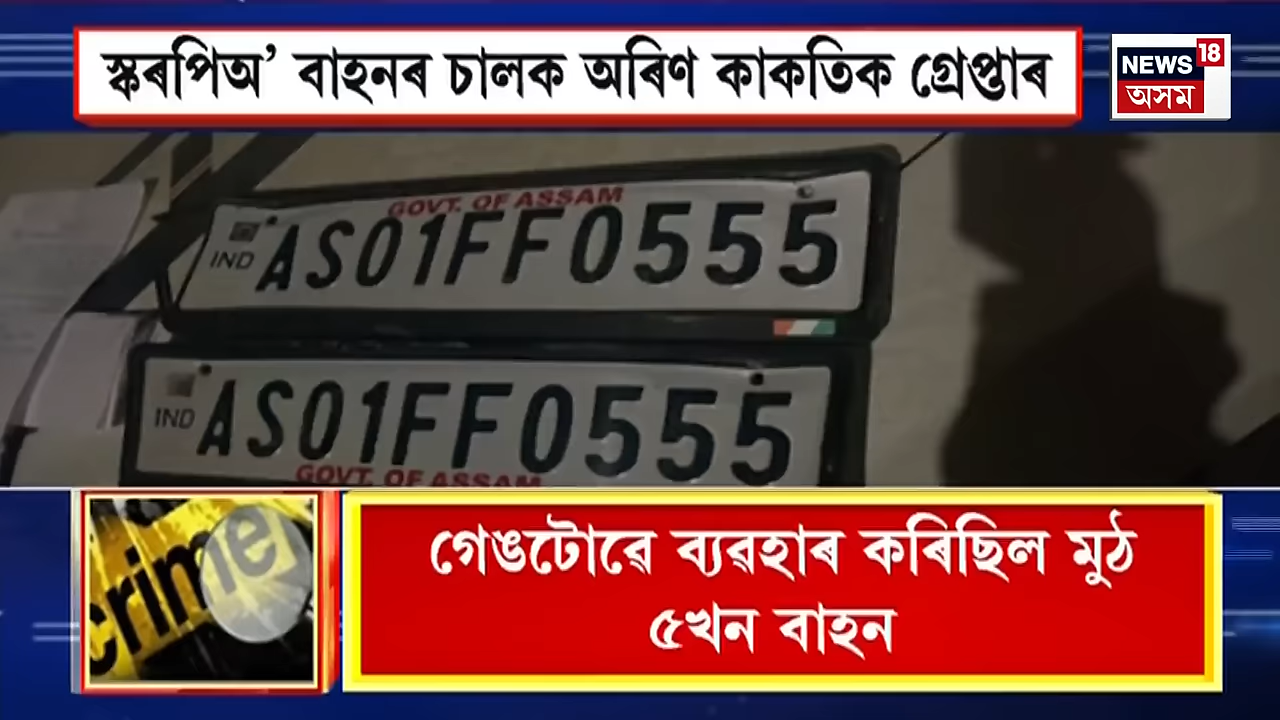 স্কৰপিঅ’ বাহনৰ চালক অৰিণ কাকতিক গ্ৰেপ্তাৰ
NEWS 18
অসম
GOVT. OF ASSAM
IND AS01FF0555
IND AS01FF0555
GOVT. OF ASSAM
crime
গেঙটোৱে ব্যৱহাৰ কৰিছিল মুঠ
৫খন বাহন